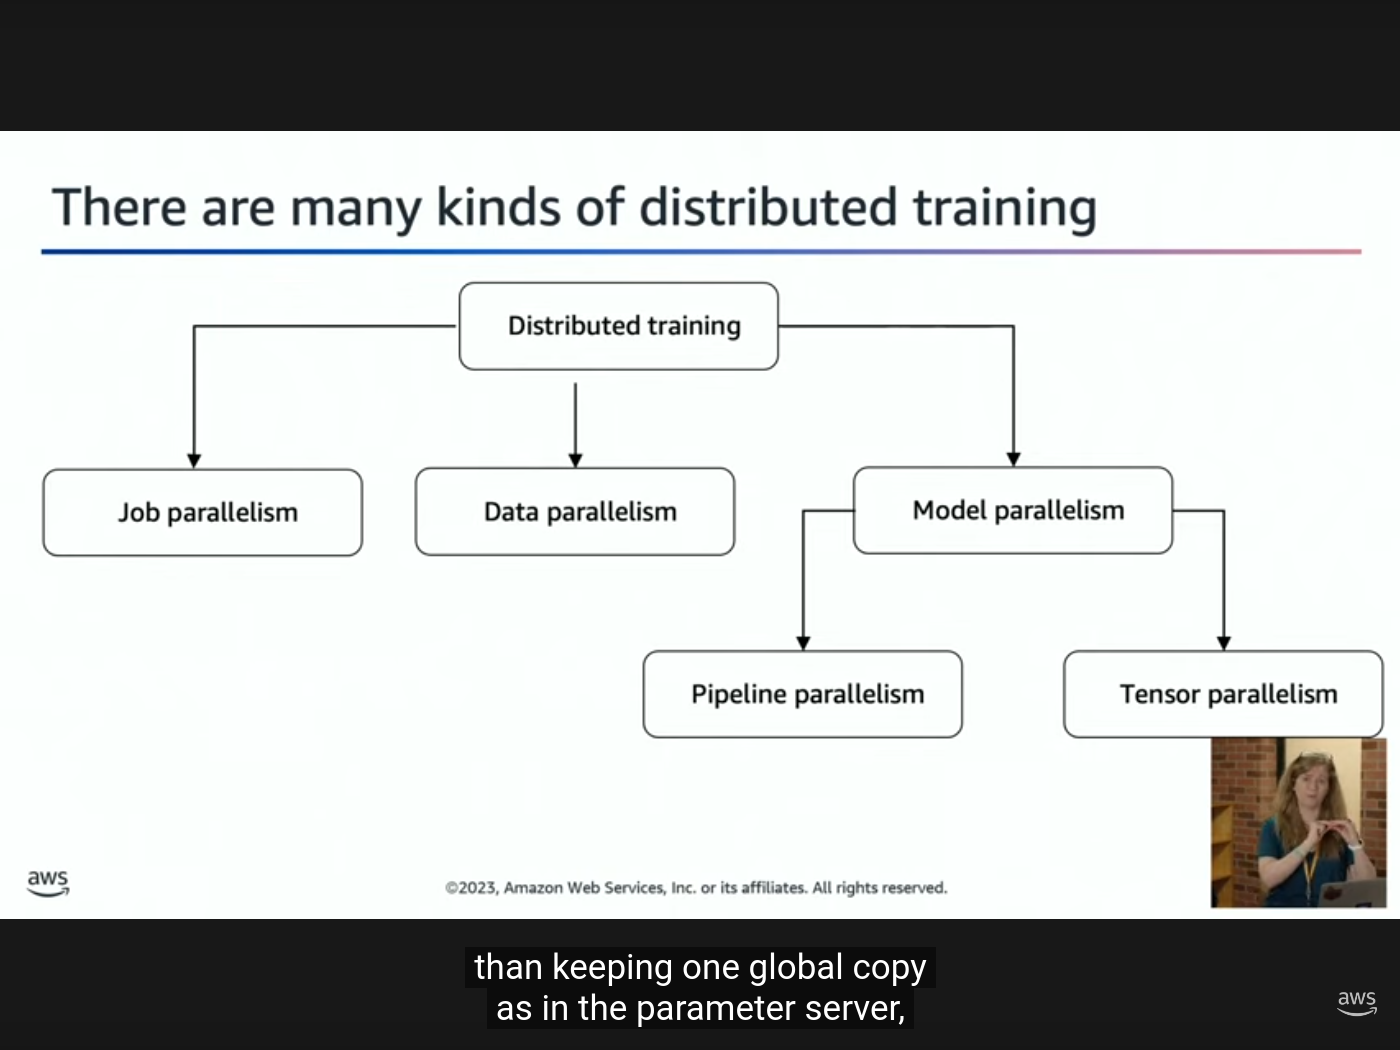 There are many kinds of distributed training
Distributed training
Job parallelism
Data parallelism
Model parallelism
Pipeline parallelism
Tensor parallelism
aws
©2023, Amazon Web Services, Inc. or its affiliates. All rights reserved.
than keeping one global copy
as in the parameter server,
aws